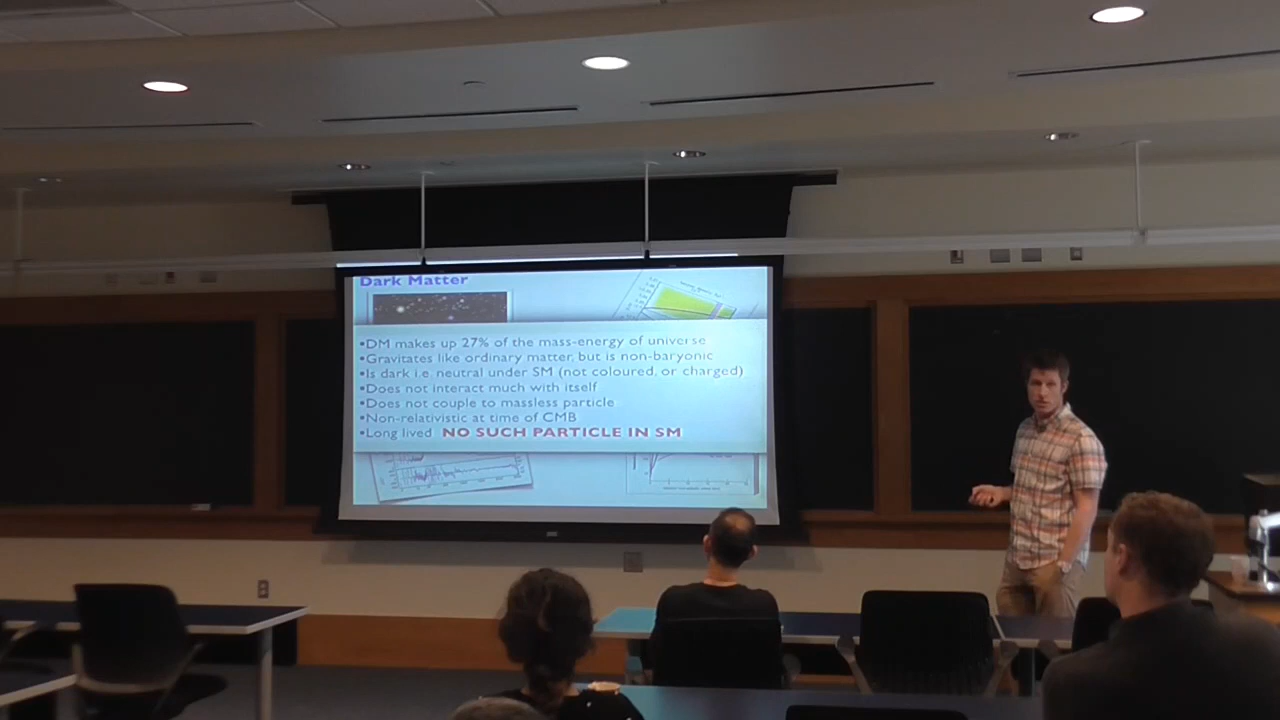 Dark Matter
•DM makes up 27% of the mass-energy of universe
•Gravitates like ordinary matter, but is non-baryonic
•Is dark i.e. neutral under SM (not coloured, or charged)
•Does not interact much with itself
•Does not couple to massless particle
•Non-relativistic at time of CMB
•Long lived NO SUCH PARTICLE IN SM